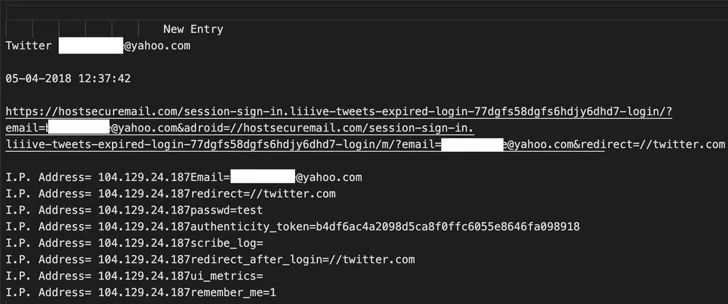 New Entry
Twitter @yahoo.com
05-04-2018 12:37:42
https://hostsecuremail.com/session-sign-in.liiive-tweets-expired-login-77dgfs58dgfs6hdjy6dhd7-login/?
email= @yahoo.com&adroid=//hostsecuremail.com/session-sign-in.
liiive-tweets-expired-login-77dgfs58dgfs6hdjy6dhd7-login/m/?email= @yahoo.com&redirect=//twitter.com
I.P. Address= 104.129.24.187Email= @yahoo.com
I.P. Address= 104.129.24.187redirect=//twitter.com
I.P. Address= 104.129.24.187passwd=test
I.P. Address= 104.129.24.187authenticity_token=b4df6ac4a2098d5ca8f0ffc6055e8646fa098918
I.P. Address= 104.129.24.187scribe_log=
I.P. Address= 104.129.24.187redirect_after_login=//twitter.com
I.P. Address= 104.129.24.187ui_metrics=
I.P. Address= 104.129.24.187remember_me=1